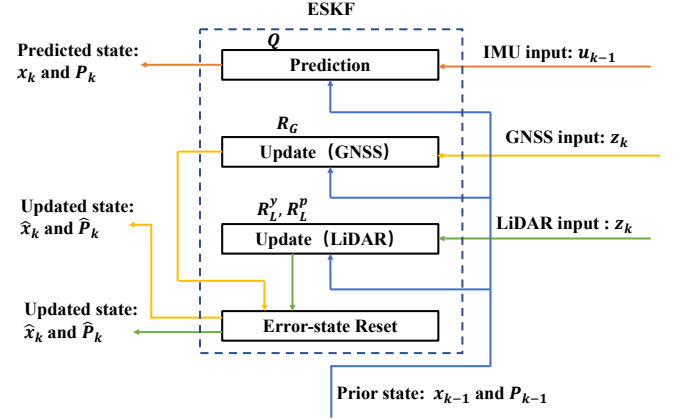 ESKF
Predicted state:
x_k and P_k
Q
Prediction
IMU input: u_{k-1}
R_G
Update（GNSS）
GNSS input: z_k
Updated state:
x̂_k and P̂_k
R_L^y, R_L^p
Update（LiDAR）
LiDAR input : z_k
Updated state:
x̂_k and P̂_k
Error-state Reset
Prior state: x_{k-1} and P_{k-1}